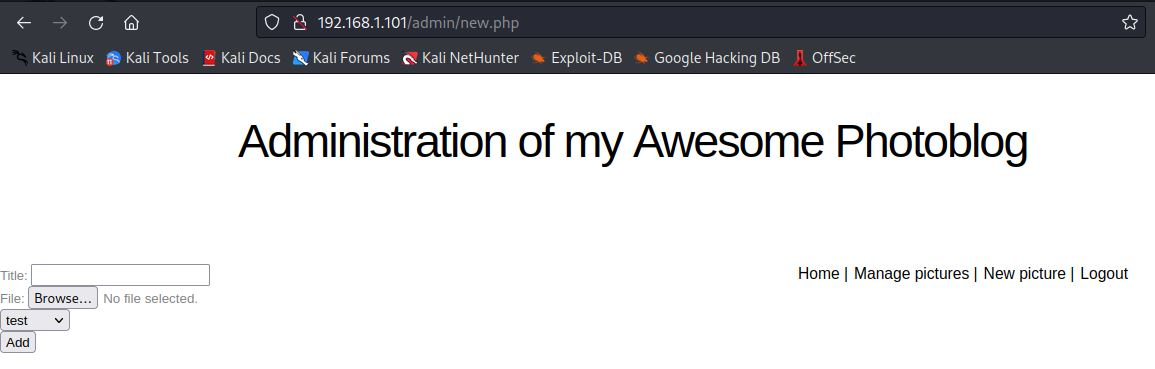 192.168.1.101/admin/new.php
Kali Linux Kali Tools Kali Docs Kali Forums Kali NetHunter Exploit-DB Google Hacking DB OffSec
Administration of my Awesome Photoblog
Home | Manage pictures | New picture | Logout
Title:
File: Browse... No file selected.
test
Add